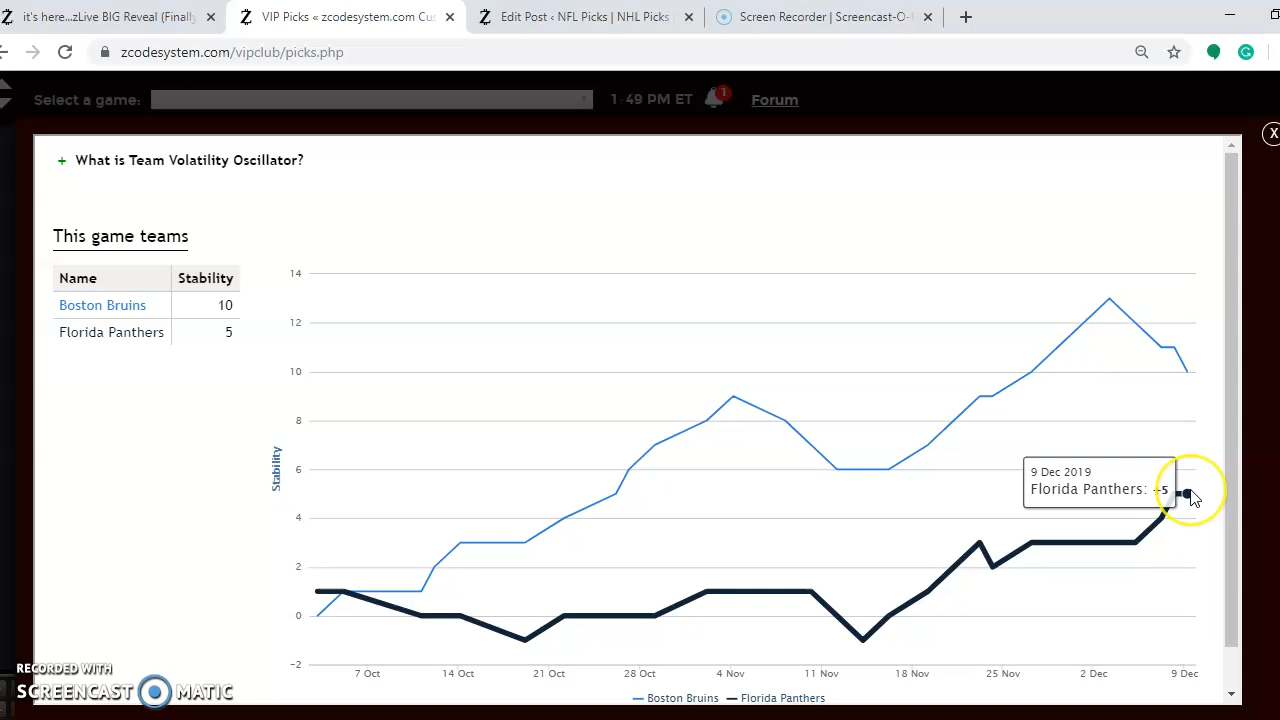 it's here...zLive BIG Reveal (Finally
VIP Picks « zcodesystem.com Cus
Edit Post ‹ NFL Picks | NHL Picks
Screen Recorder | Screencast-O-
zcodesystem.com/vipclub/picks.php
Select a game:
1:49 PM ET
1
Forum
X
+ What is Team Volatility Oscillator?
This game teams
Name Stability
Boston Bruins 10
Florida Panthers 5
Stability
14
12
10
8
6
4
2
0
-2
9 Dec 2019
Florida Panthers: +5
7 Oct 14 Oct 21 Oct 28 Oct 4 Nov 11 Nov 18 Nov 25 Nov 2 Dec 9 Dec
Boston Bruins Florida Panthers
RECORDED WITH
SCREENCAST MATIC